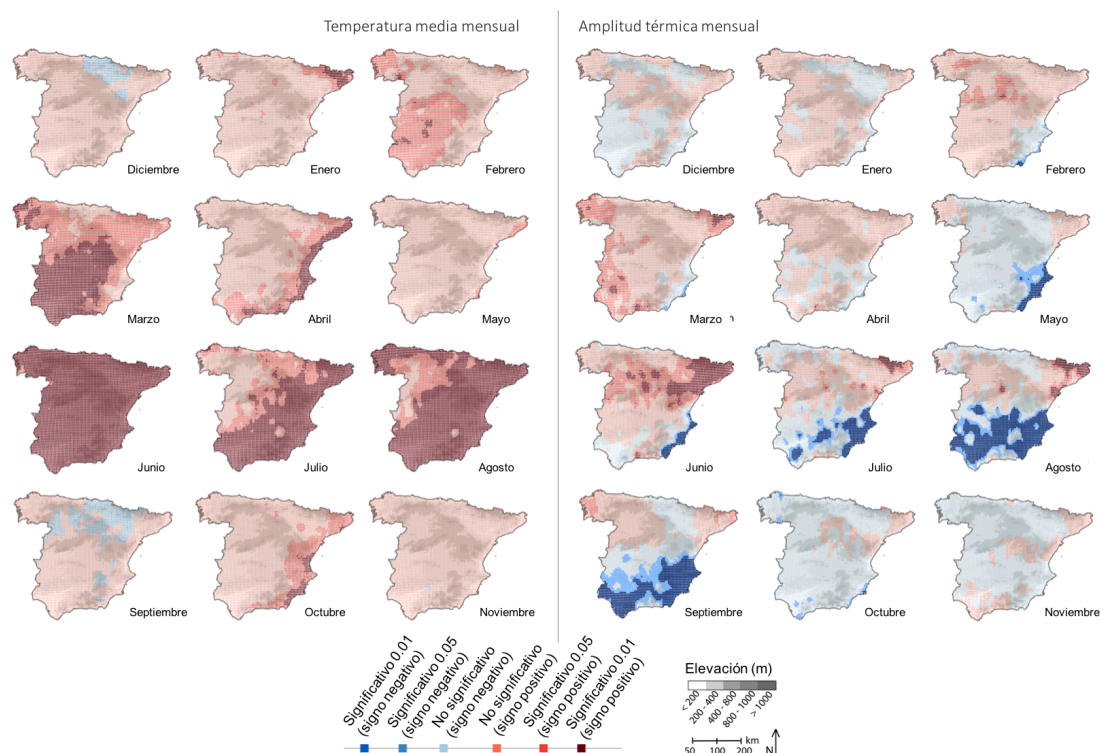 Temperatura media mensual
Amplitud térmica mensual
Diciembre
Enero
Febrero
Diciembre
Enero
Febrero
Marzo
Abril
Mayo
Marzo
Abril
Mayo
Junio
Julio
Agosto
Junio
Julio
Agosto
Septiembre
Octubre
Noviembre
Septiembre
Octubre
Noviembre
Significativo 0.01
(signo negativo)
Significativo 0.05
(signo negativo)
No significativo
(signo negativo)
No significativo
(signo positivo)
Significativo 0.05
(signo positivo)
Significativo 0.01
(signo positivo)
Elevación (m)
< 200
200 - 400
400 - 800
800 - 1000
> 1000
km
50 100 200
N